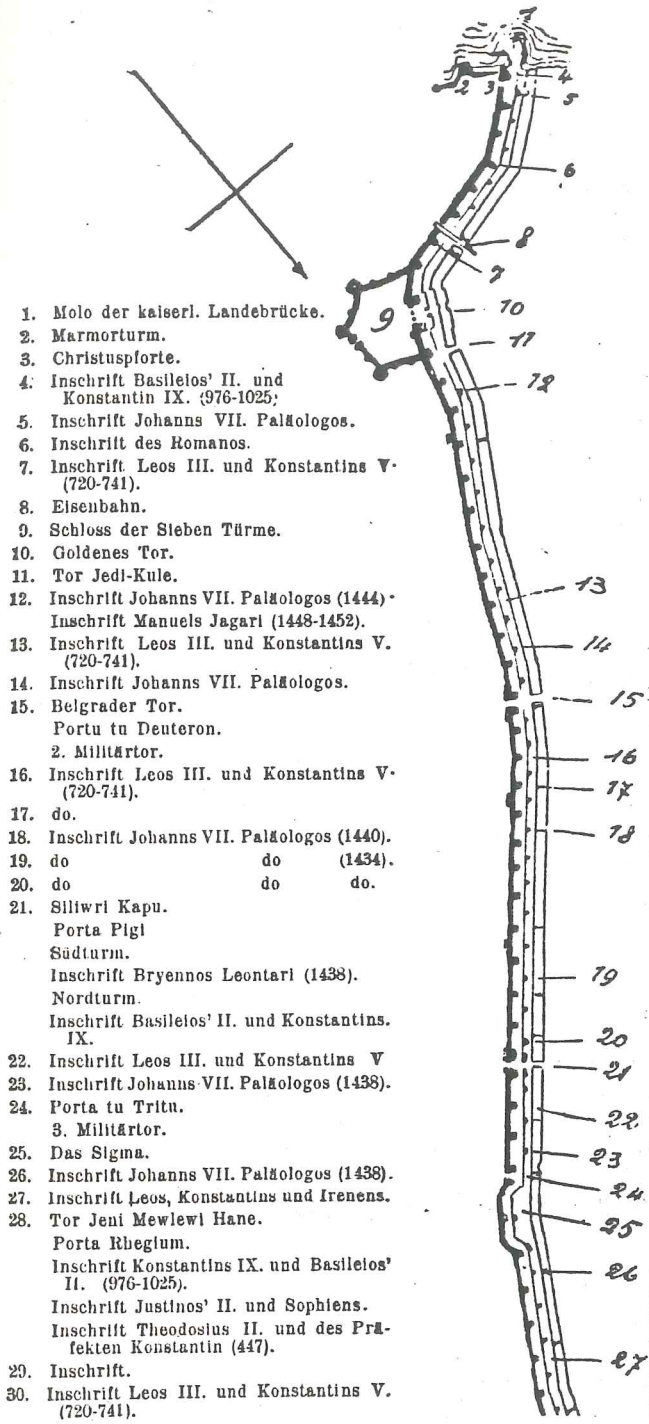 1
2 3 4
5
6
8
7
9
10
11
12
13
14
15
16
17
18
19
20
21
22
23
24
25
26
27
1. Molo der kaiserl. Landebrücke.
2. Marmorturm.
3. Christuspforte.
4. Inschrift Basileios' II. und
Konstantin IX. (976-1025)
5. Inschrift Johanns VII. Paläologos.
6. Inschrift des Romanos.
7. Inschrift Leos III. und Konstantins V.
(720-741).
8. Eisenbahn.
9. Schloss der Sieben Türme.
10. Goldenes Tor.
11. Tor Jedi-Kule.
12. Inschrift Johanns VII. Paläologos (1444).
Inschrift Manuels Jagari (1448-1452).
13. Inschrift Leos III. und Konstantins V.
(720-741).
14. Inschrift Johanns VII. Paläologos.
15. Belgrader Tor.
Portu tu Deuteron.
2. Militärtor.
16. Inschrift Leos III. und Konstantins V.
(720-741).
17. do.
18. Inschrift Johanns VII. Paläologos (1440).
19. do do (1434).
20. do do do.
21. Siliwri Kapu.
Porta Pigi
Südturm.
Inschrift Bryennos Leontari (1438).
Nordturm.
Inschrift Basileios' II. und Konstantins.
IX.
22. Inschrift Leos III. und Konstantins V
23. Inschrift Johanns VII. Paläologos (1438).
24. Porta tu Tritu.
3. Militärtor.
25. Das Sigma.
26. Inschrift Johanns VII. Paläologos (1438).
27. Inschrift Leos, Konstantins und Irenens.
28. Tor Jeni Mewlewi Hane.
Porta Rhegium.
Inschrift Konstantins IX. und Basileios'
II. (976-1025).
Inschrift Justinos' II. und Sophiens.
Inschrift Theodosius II. und des Prä-
fekten Konstantin (447).
29. Inschrift.
30. Inschrift Leos III. und Konstantins V.
(720-741).